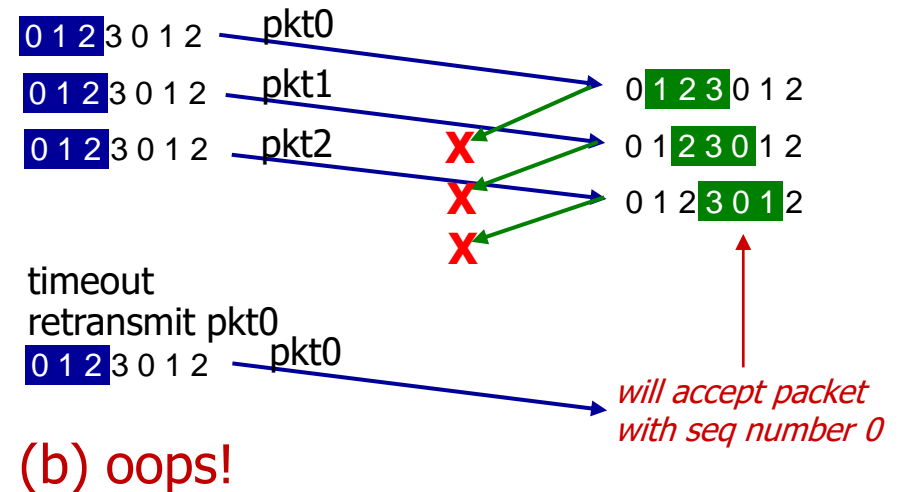 0 1 2 3 0 1 2 pkt0
0 1 2 3 0 1 2
0 1 2 3 0 1 2 pkt1
X 0 1 2 3 0 1 2
0 1 2 3 0 1 2 pkt2
X 0 1 2 3 0 1 2
X
timeout
retransmit pkt0
0 1 2 3 0 1 2 pkt0
will accept packet
with seq number 0
(b) oops!